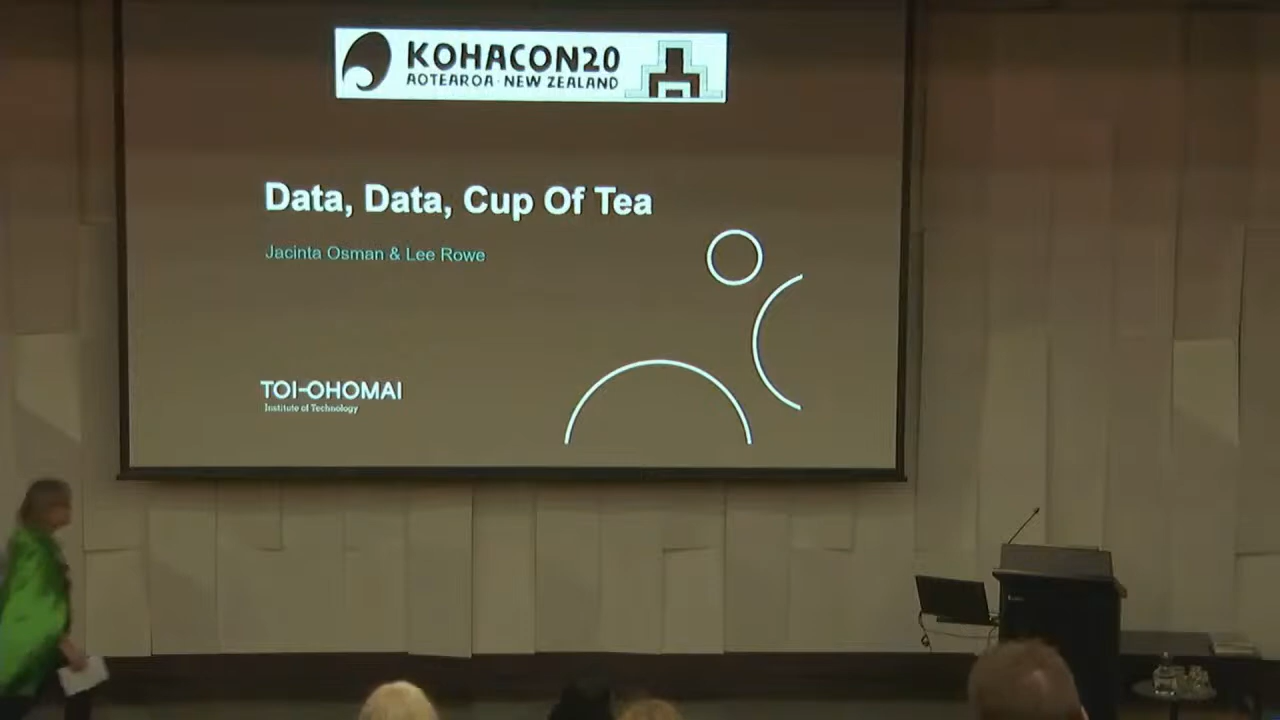 KOHACON20
AOTEAROA · NEW ZEALAND
Data, Data, Cup Of Tea
Jacinta Osman & Lee Rowe
TOI-OHOMAI
Institute of Technology